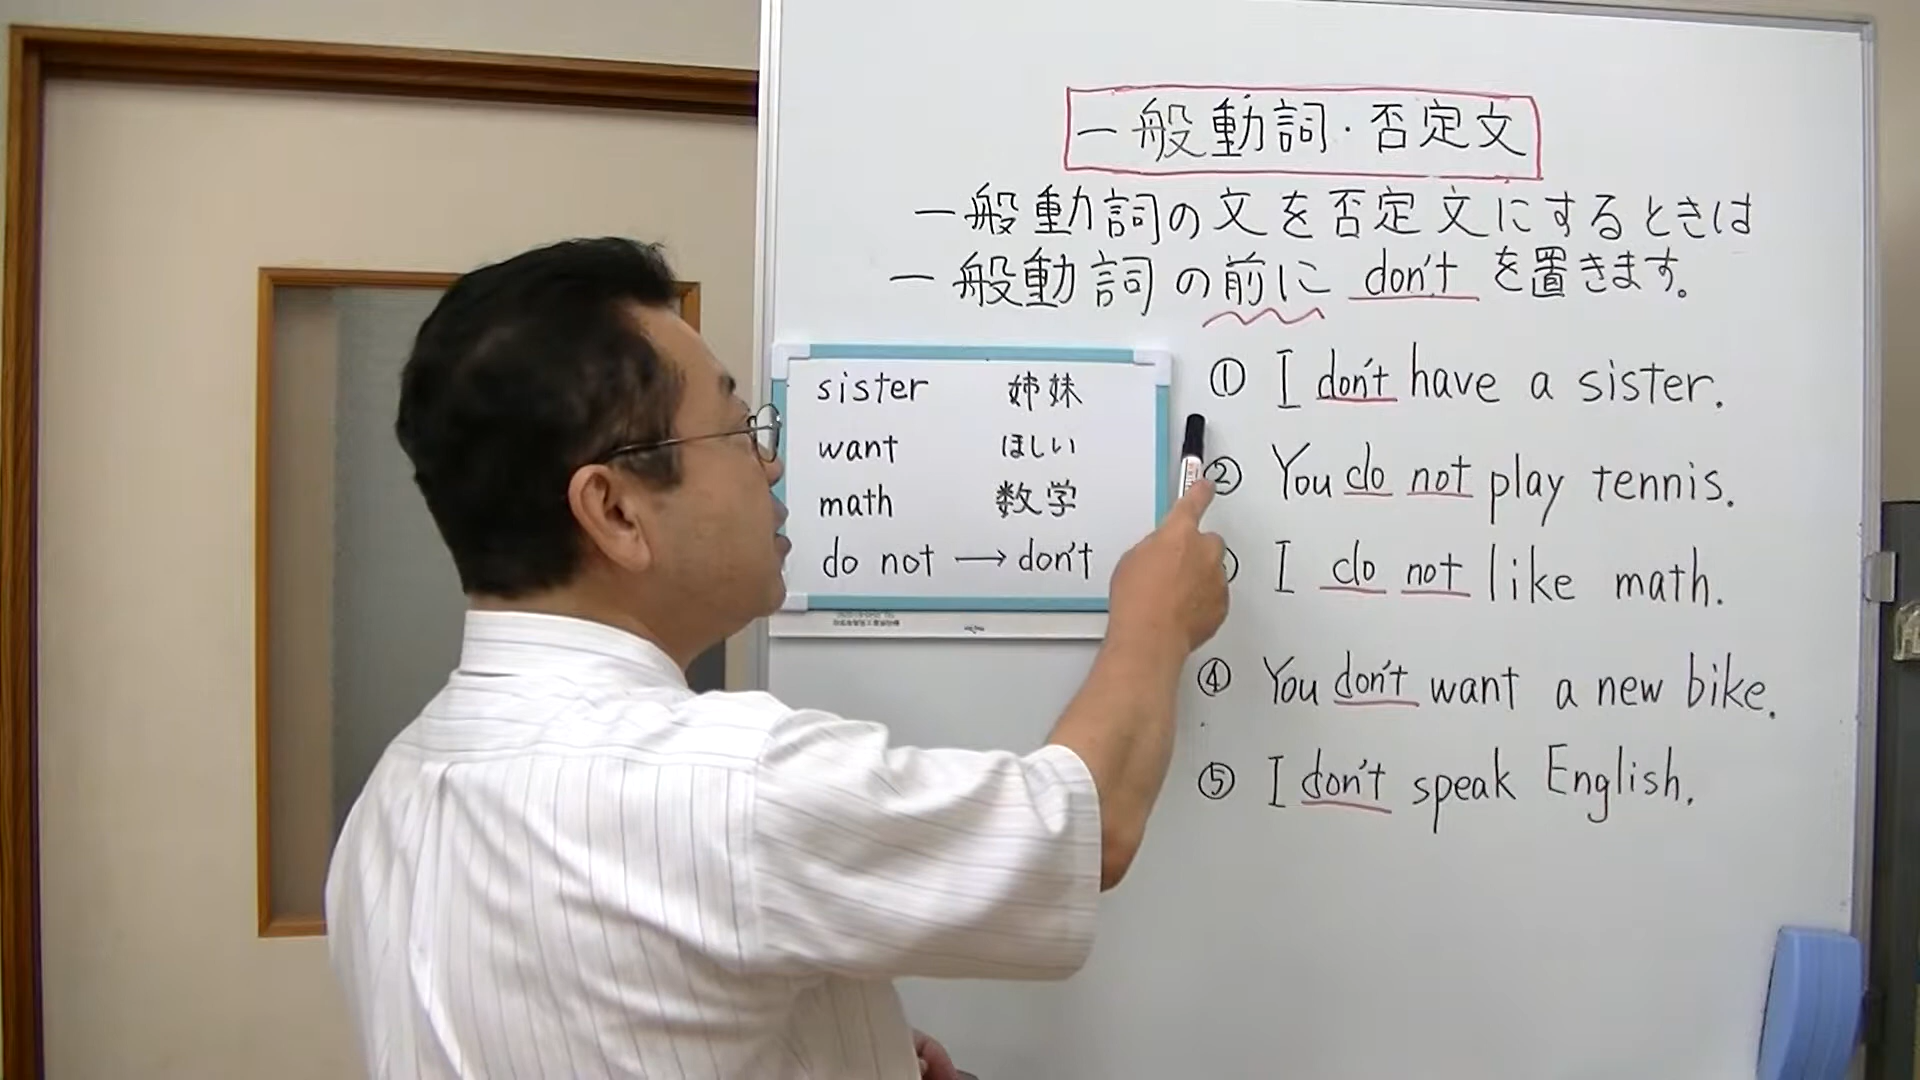 一般動詞・否定文
一般動詞の文を否定文にするときは
一般動詞の前に don't を置きます。
sister 姉妹
want ほしい
math 数学
do not → don't
① I don't have a sister.
② You do not play tennis.
I do not like math.
④ You don't want a new bike.
⑤ I don't speak English.